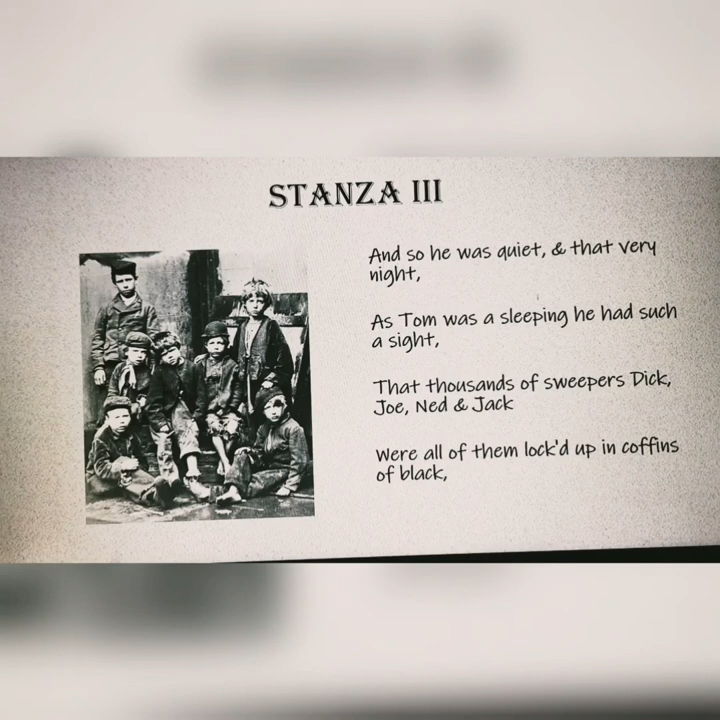 STANZA III
And so he was quiet, & that very
night,
As Tom was a sleeping he had such
a sight,
That thousands of sweepers Dick,
Joe, Ned & Jack
Were all of them lock'd up in coffins
of black,